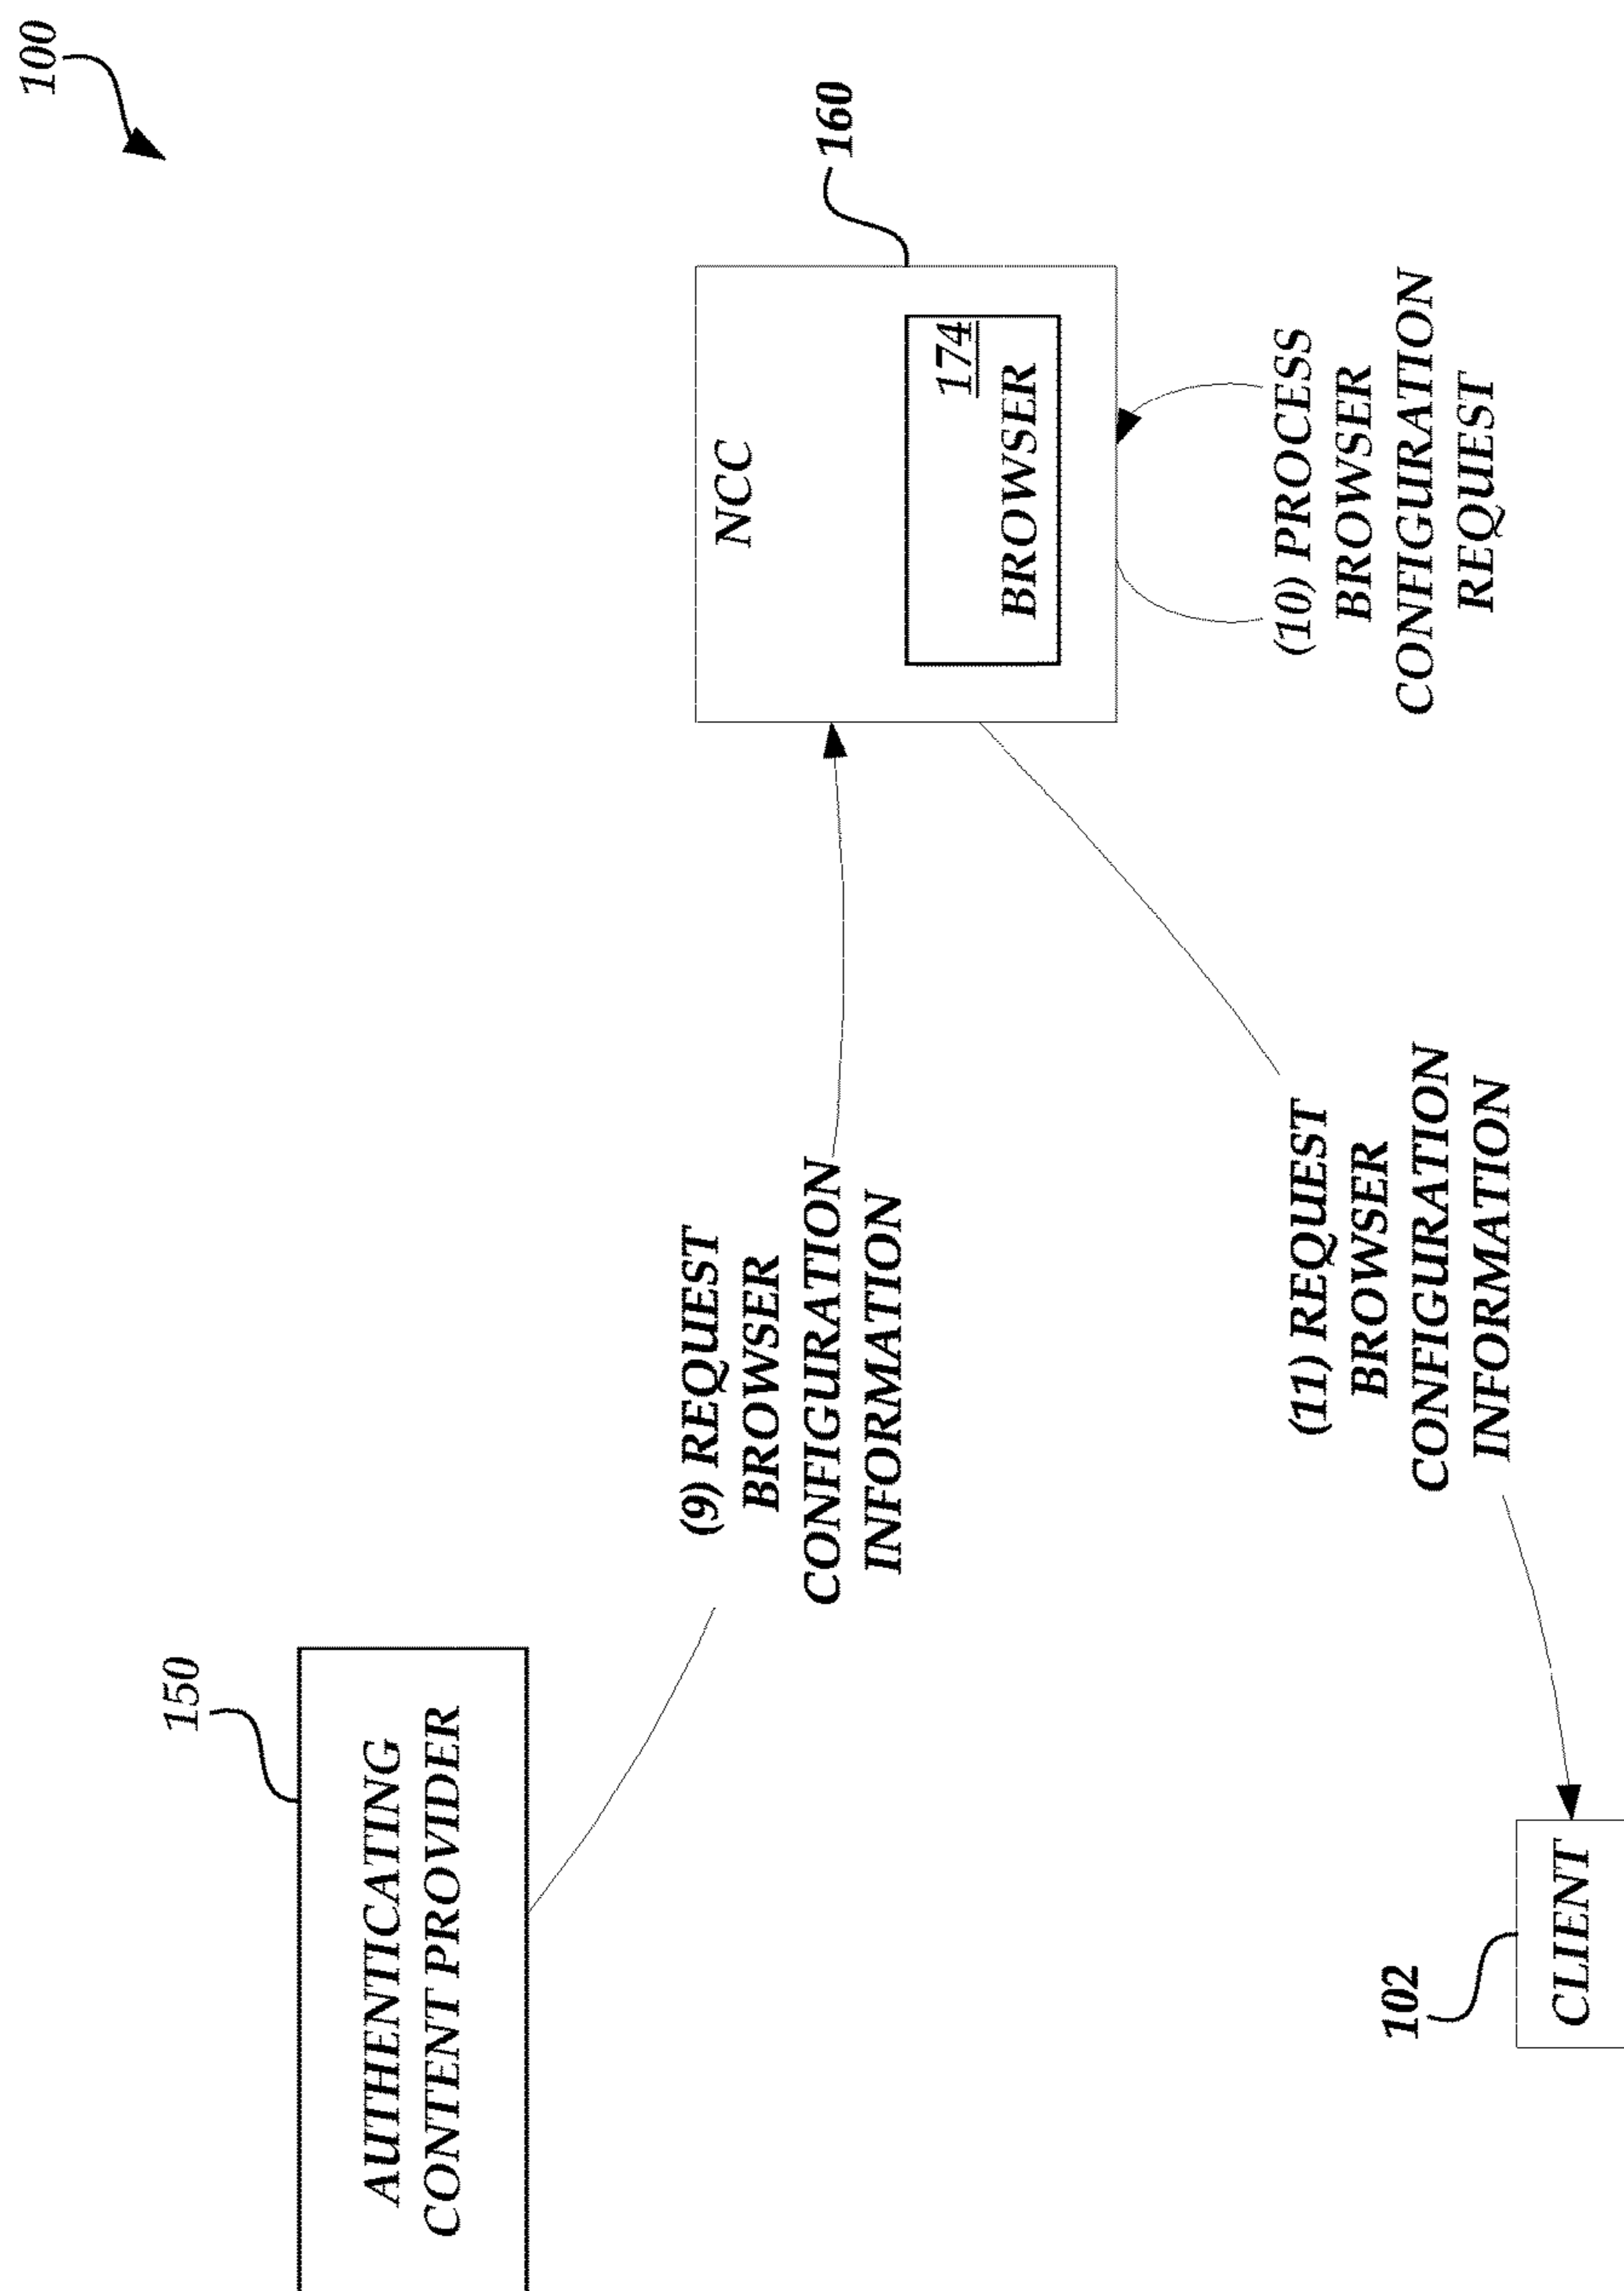 100
150
AUTHENTICATING
CONTENT PROVIDER
(9) REQUEST
BROWSER
CONFIGURATION
INFORMATION
160
NCC
174
BROWSER
(10) PROCESS
BROWSER
CONFIGURATION
REQUEST
(11) REQUEST
BROWSER
CONFIGURATION
INFORMATION
102
CLIENT